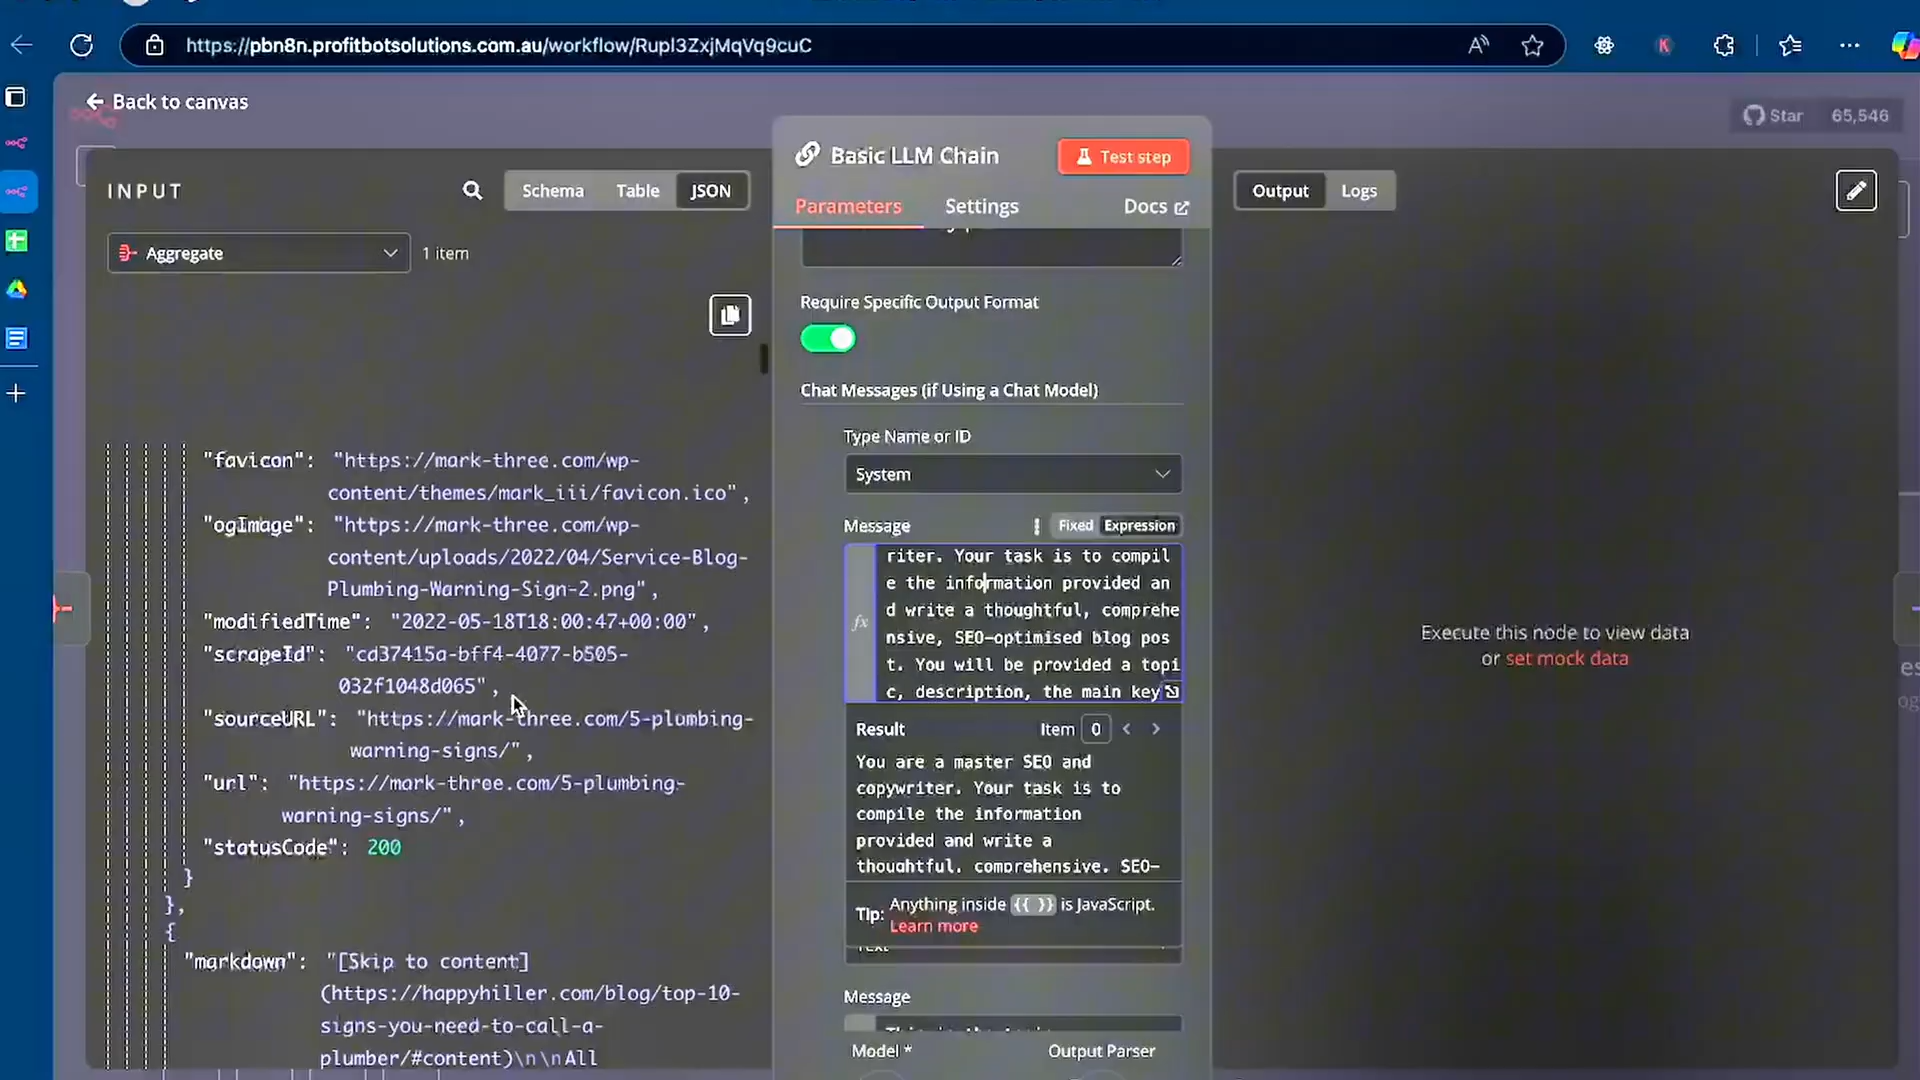 https://pbn8n.profitbotsolutions.com.au/workflow/Rupl3ZxjMqVq9cuC
Back to canvas
Star 65,546
INPUT
Schema
Table
JSON
Aggregate
1 item
"favicon": "https://mark-three.com/wp-
content/themes/mark_iii/favicon.ico",
"ogImage": "https://mark-three.com/wp-
content/uploads/2022/04/Service-Blog-
Plumbing-Warning-Sign-2.png",
"modifiedTime": "2022-05-18T18:00:47+00:00",
"scrapeId": "cd37415a-bff4-4077-b505-
032f1048d065",
"sourceURL": "https://mark-three.com/5-plumbing-
warning-signs/",
"url": "https://mark-three.com/5-plumbing-
warning-signs/",
"statusCode": 200
}
},
{
"markdown": "[Skip to content]
(https://happyhiller.com/blog/top-10-
signs-you-need-to-call-a-
plumber/#content)\n\nAll
Basic LLM Chain
Test step
Parameters
Settings
Docs
Require Specific Output Format
Chat Messages (if Using a Chat Model)
Type Name or ID
System
Message
Fixed
Expression
fx
riter. Your task is to compil
e the information provided an
d write a thoughtful, comprehe
nsive, SEO-optimised blog pos
t. You will be provided a topi
c, description, the main key
Result
Item 0
You are a master SEO and
copywriter. Your task is to
compile the information
provided and write a
thoughtful, comprehensive, SEO-
Tip: Anything inside {{ }} is JavaScript.
Learn more
Text
Message
This is the topic
Model *
Output Parser
Output
Logs
Execute this node to view data
or set mock data